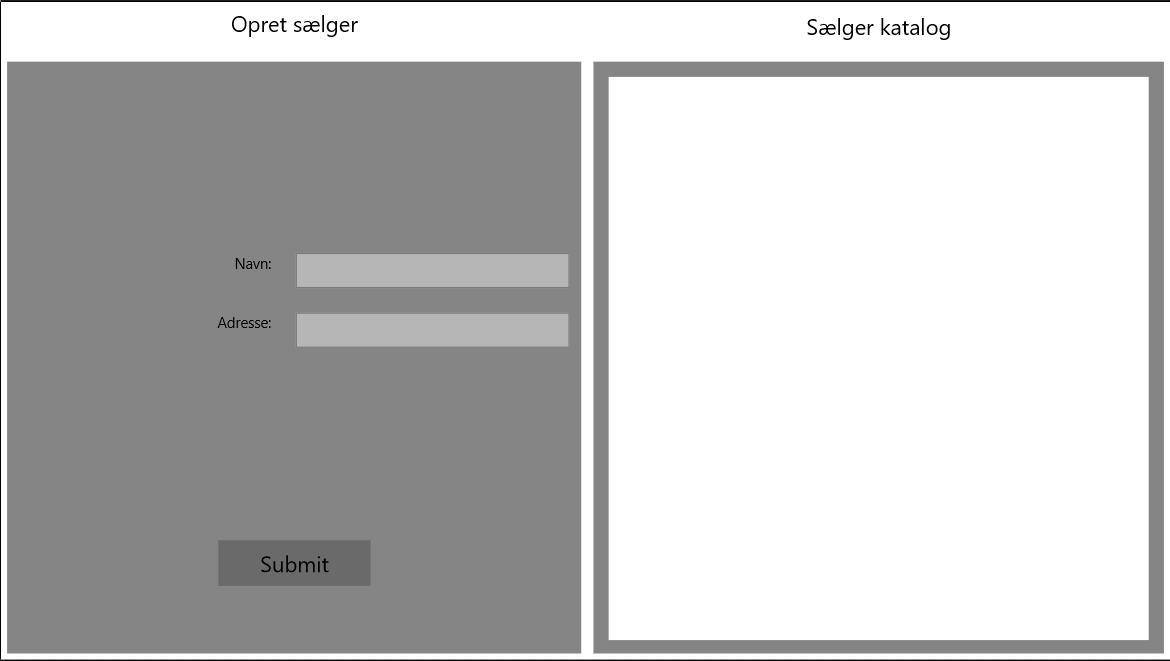 Opret sælger
Sælger katalog
Navn:
Adresse:
Submit